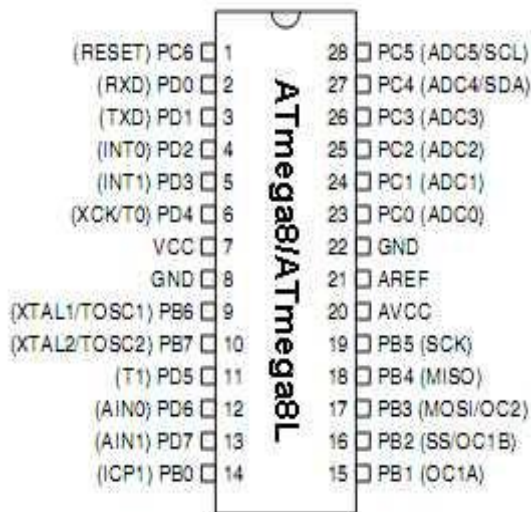 (RESET) PC6 1
(RXD) PD0 2
(TXD) PD1 3
(INT0) PD2 4
(INT1) PD3 5
(XCK/T0) PD4 6
VCC 7
GND 8
(XTAL1/TOSC1) PB6 9
(XTAL2/TOSC2) PB7 10
(T1) PD5 11
(AIN0) PD6 12
(AIN1) PD7 13
(ICP1) PB0 14
ATmega8/ATmega8L
28 PC5 (ADC5/SCL)
27 PC4 (ADC4/SDA)
26 PC3 (ADC3)
25 PC2 (ADC2)
24 PC1 (ADC1)
23 PC0 (ADC0)
22 GND
21 AREF
20 AVCC
19 PB5 (SCK)
18 PB4 (MISO)
17 PB3 (MOSI/OC2)
16 PB2 (SS/OC1B)
15 PB1 (OC1A)